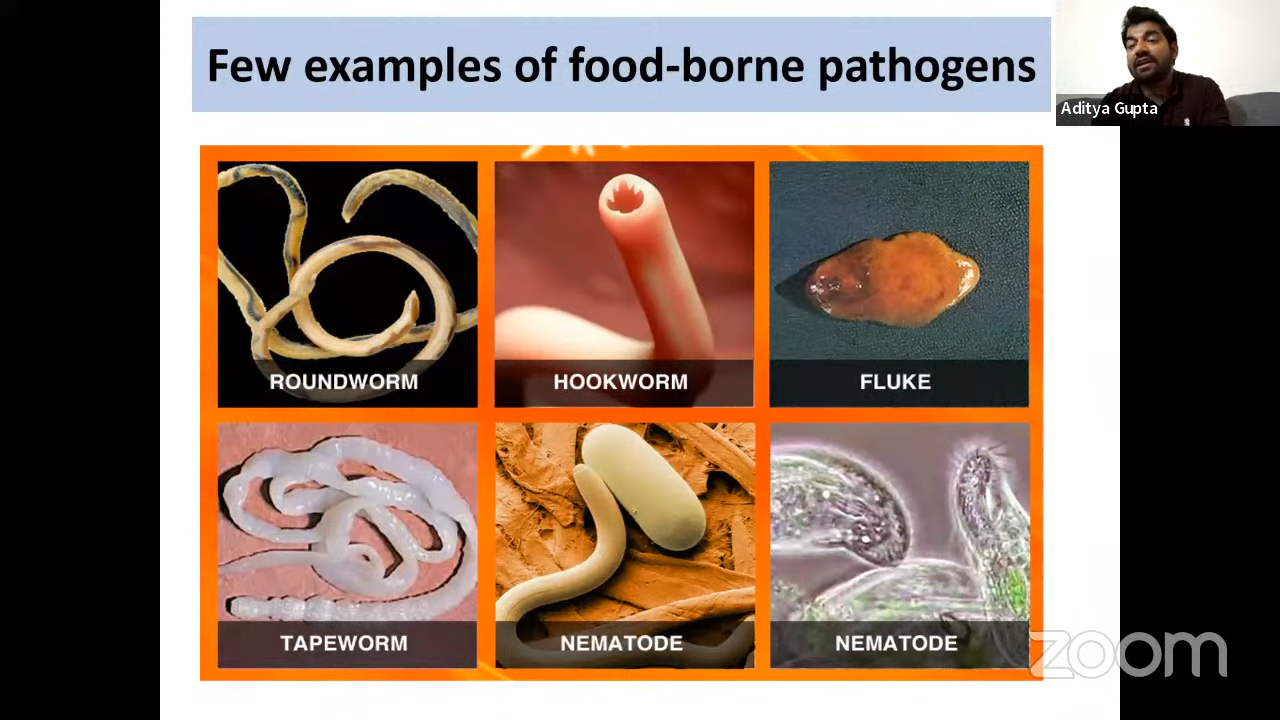 Few examples of food-borne pathogens
Aditya Gupta
ROUNDWORM
HOOKWORM
FLUKE
TAPEWORM
NEMATODE
NEMATODE
zoom